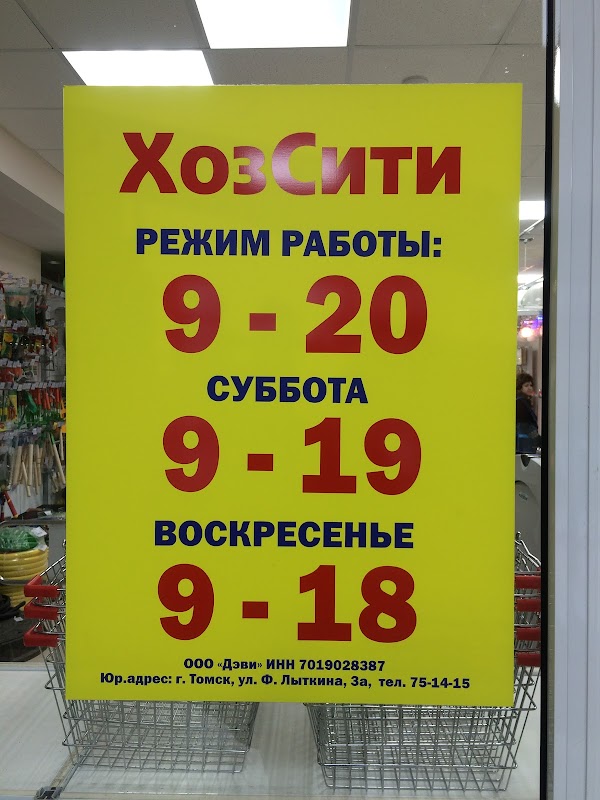 ХозСити
РЕЖИМ РАБОТЫ:
9 - 20
СУББОТА
9 - 19
ВОСКРЕСЕНЬЕ
9 - 18
ООО «Дэви» ИНН 7019028387
Юр.адрес: г. Томск, ул. Ф. Лыткина, 3а, тел. 75-14-15